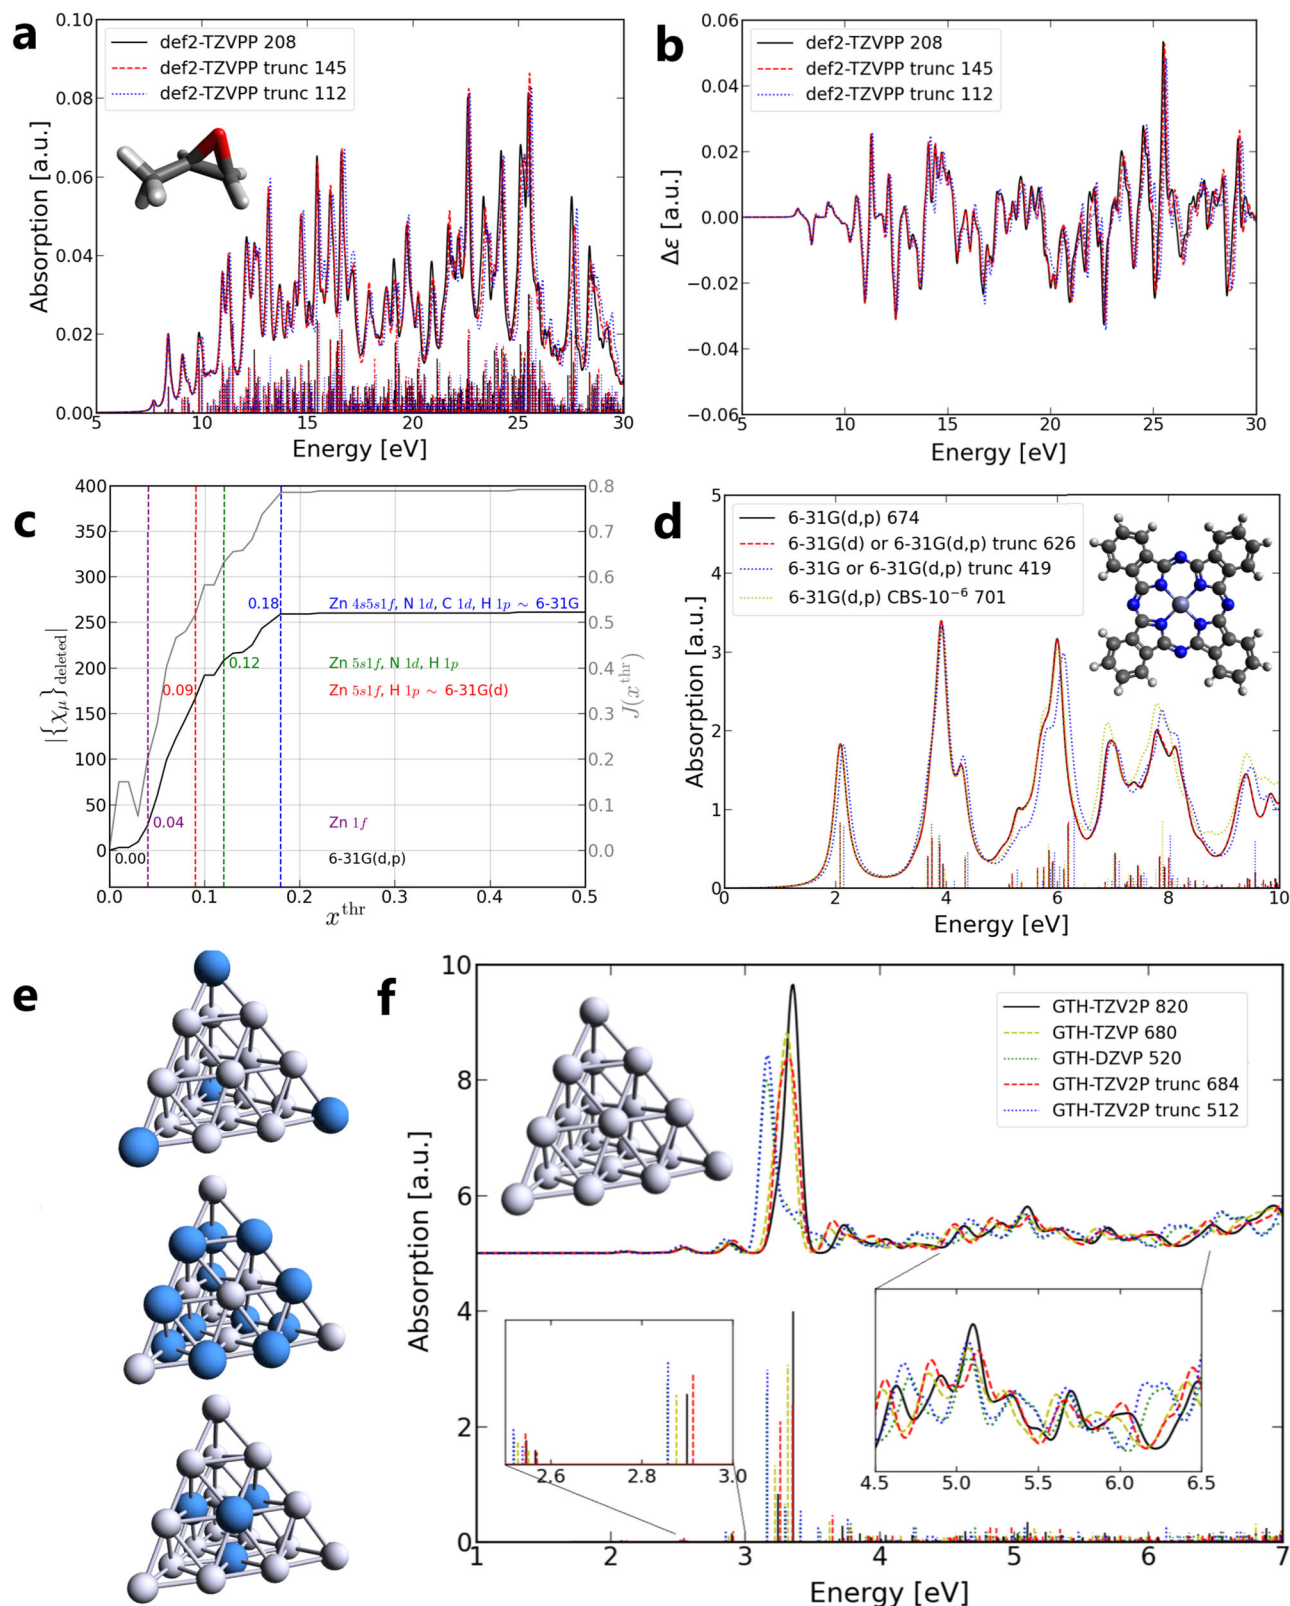 a
def2-TZVPP 208
def2-TZVPP trunc 145
def2-TZVPP trunc 112
Absorption [a.u.]
0.10
0.08
0.06
0.04
0.02
0.00
5
10
15
20
25
30
Energy [eV]
b
def2-TZVPP 208
def2-TZVPP trunc 145
def2-TZVPP trunc 112
Δε [a.u.]
0.06
0.04
0.02
0.00
−0.02
−0.04
−0.06
5
10
15
20
25
30
Energy [eV]
c
|{χμ}deleted|
400
350
300
250
200
150
100
50
0
0.8
0.7
0.6
0.5
0.4
0.3
0.2
0.1
0.0
J(xthr)
0.18
Zn 4s5s1f, N 1d, C 1d, H 1p ∼ 6-31G
0.12
Zn 5s1f, N 1d, H 1p
0.09
Zn 5s1f, H 1p ∼ 6-31G(d)
0.04
Zn 1f
0.00
6-31G(d,p)
0.0
0.1
0.2
0.3
0.4
0.5
xthr
d
6-31G(d,p) 674
6-31G(d) or 6-31G(d,p) trunc 626
6-31G or 6-31G(d,p) trunc 419
6-31G(d,p) CBS-10⁻⁶ 701
Absorption [a.u.]
5
4
3
2
1
0
0
2
4
6
8
10
Energy [eV]
e
f
GTH-TZV2P 820
GTH-TZVP 680
GTH-DZVP 520
GTH-TZV2P trunc 684
GTH-TZV2P trunc 512
Absorption [a.u.]
10
8
6
4
2
0
2.6
2.8
3.0
4.5
5.0
5.5
6.0
6.5
1
2
3
4
5
6
7
Energy [eV]